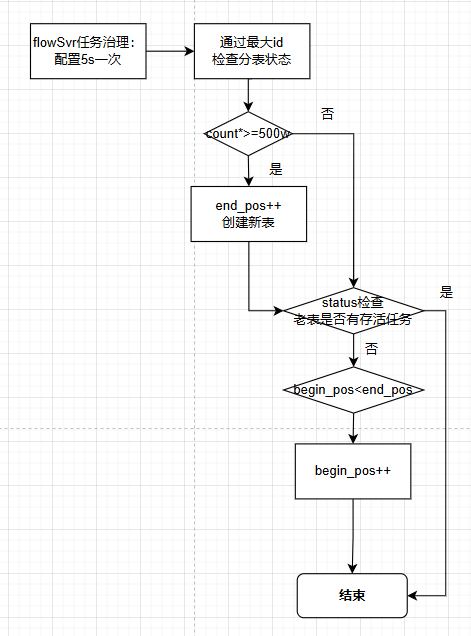 flowSvr任务治理：
配置5s一次
通过最大id
检查分表状态
否
count*>=500w
是
end_pos++
创建新表
status检查
老表是否有存活任务
是
否
begin_pos<end_pos
begin_pos++
结束